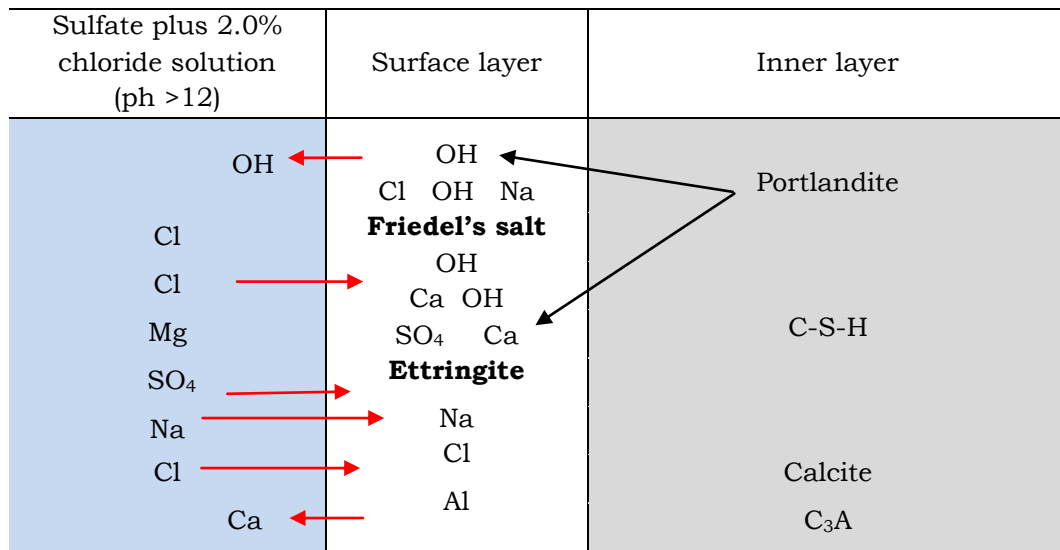 Sulfate plus 2.0%
chloride solution
(ph >12)
Surface layer
Inner layer
OH
Cl
Cl
Mg
SO₄
Na
Cl
Ca
OH
Cl OH Na
Friedel's salt
OH
Ca OH
SO₄ Ca
Ettringite
Na
Cl
Al
Portlandite
C-S-H
Calcite
C₃A